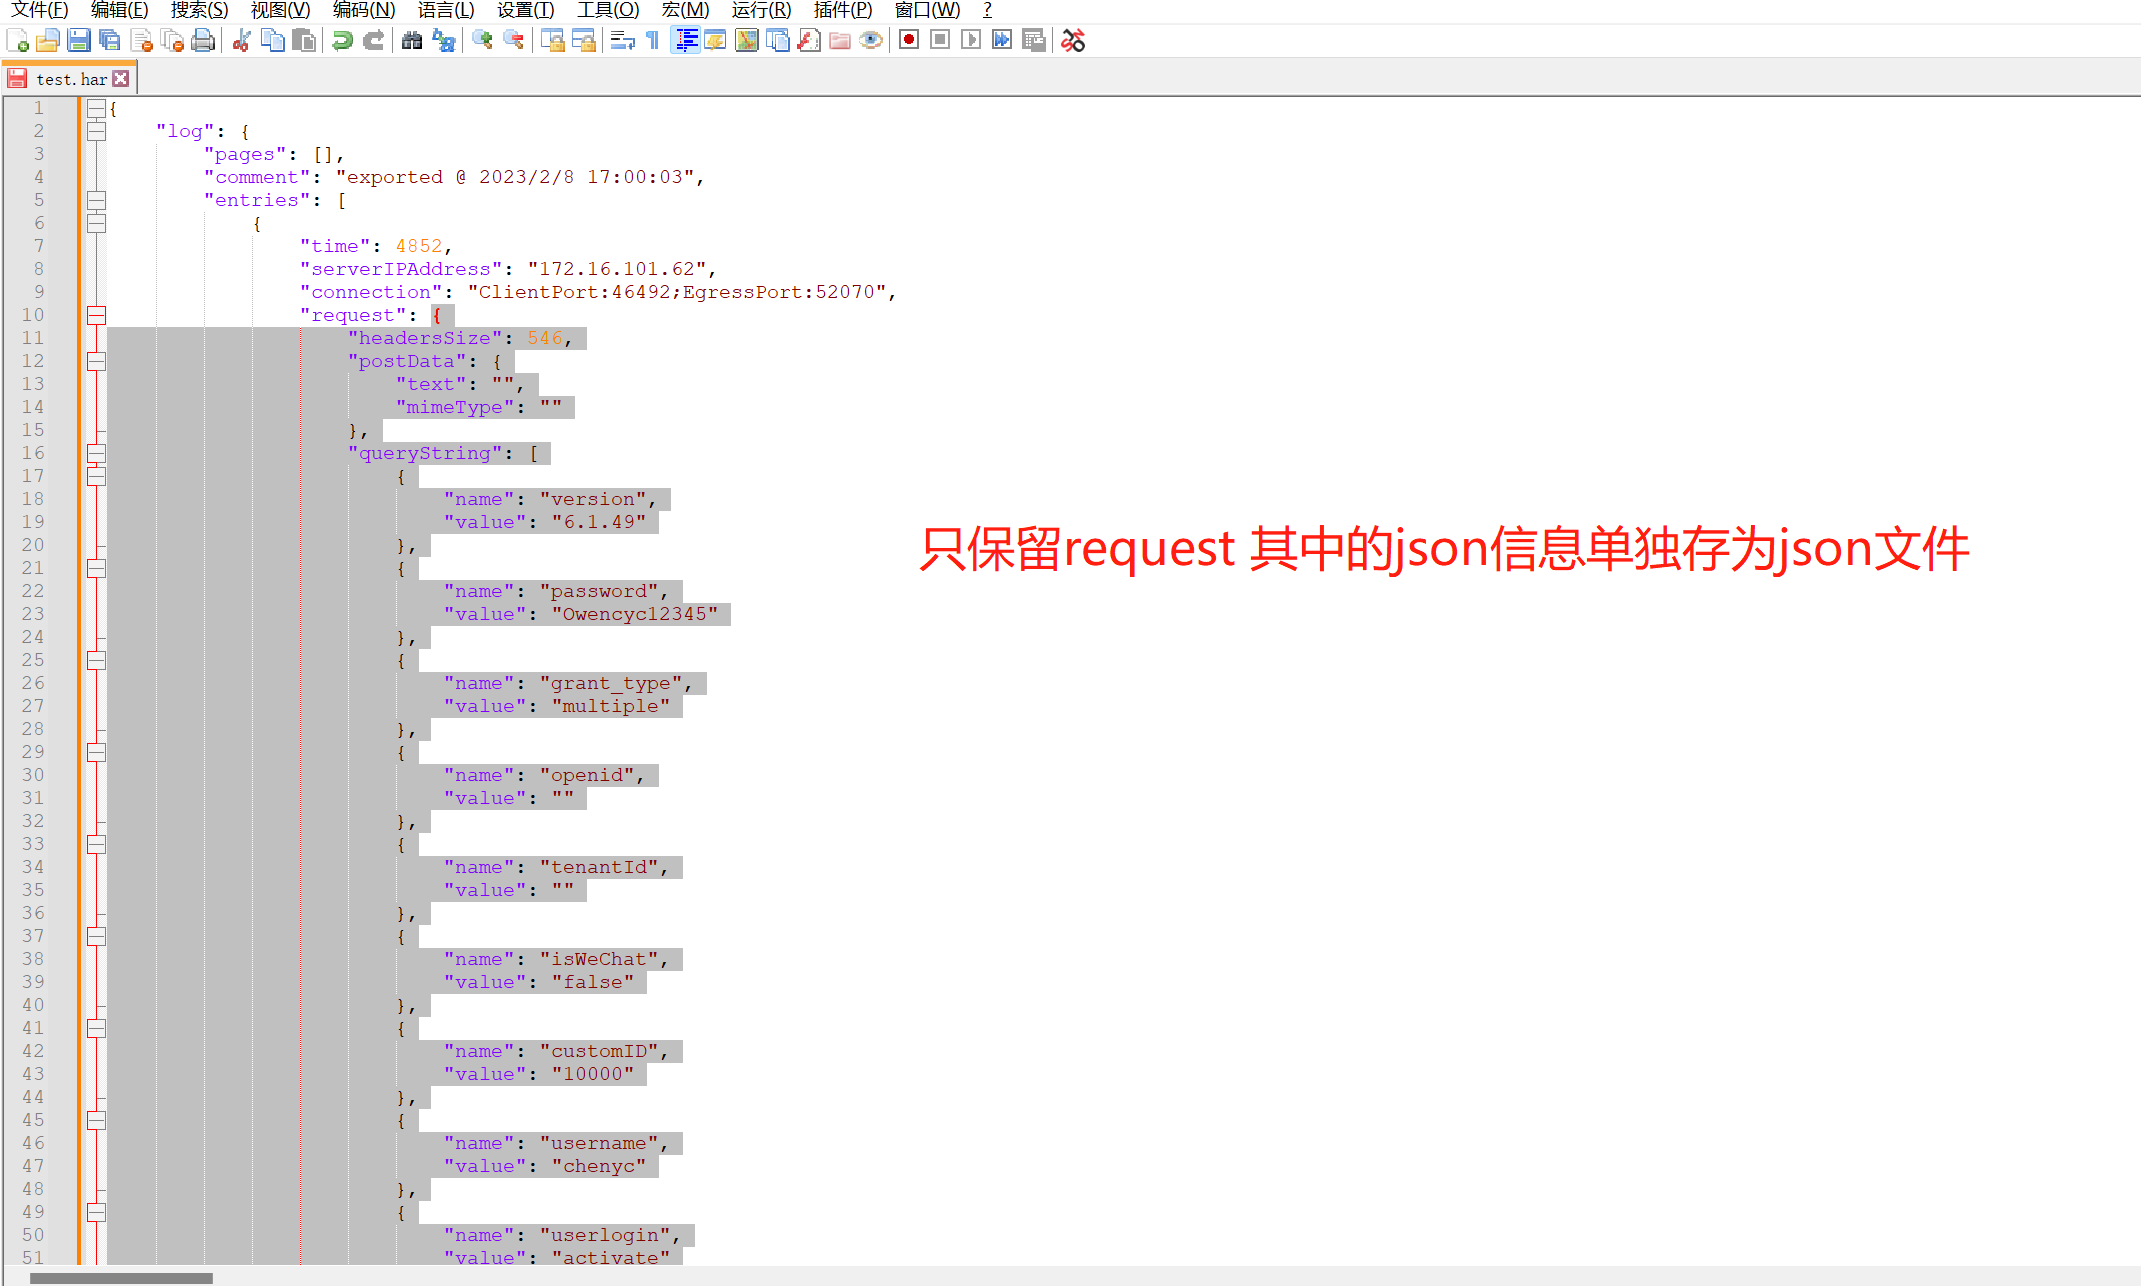 文件(F) 编辑(E) 搜索(S) 视图(V) 编码(N) 语言(L) 设置(T) 工具(O) 宏(M) 运行(R) 插件(P) 窗口(W) ?
test.har
1 {
2 "log": {
3 "pages": [],
4 "comment": "exported @ 2023/2/8 17:00:03",
5 "entries": [
6 {
7 "time": 4852,
8 "serverIPAddress": "172.16.101.62",
9 "connection": "ClientPort:46492;EgressPort:52070",
10 "request": {
11 "headersSize": 546,
12 "postData": {
13 "text": "",
14 "mimeType": ""
15 },
16 "queryString": [
17 {
18 "name": "version",
19 "value": "6.1.49"
20 },
21 {
22 "name": "password",
23 "value": "Owencyc12345"
24 },
25 {
26 "name": "grant_type",
27 "value": "multiple"
28 },
29 {
30 "name": "openid",
31 "value": ""
32 },
33 {
34 "name": "tenantId",
35 "value": ""
36 },
37 {
38 "name": "isWeChat",
39 "value": "false"
40 },
41 {
42 "name": "customID",
43 "value": "10000"
44 },
45 {
46 "name": "username",
47 "value": "chenyc"
48 },
49 {
50 "name": "userlogin",
51 "value": "activate"
只保留request 其中的json信息单独存为json文件